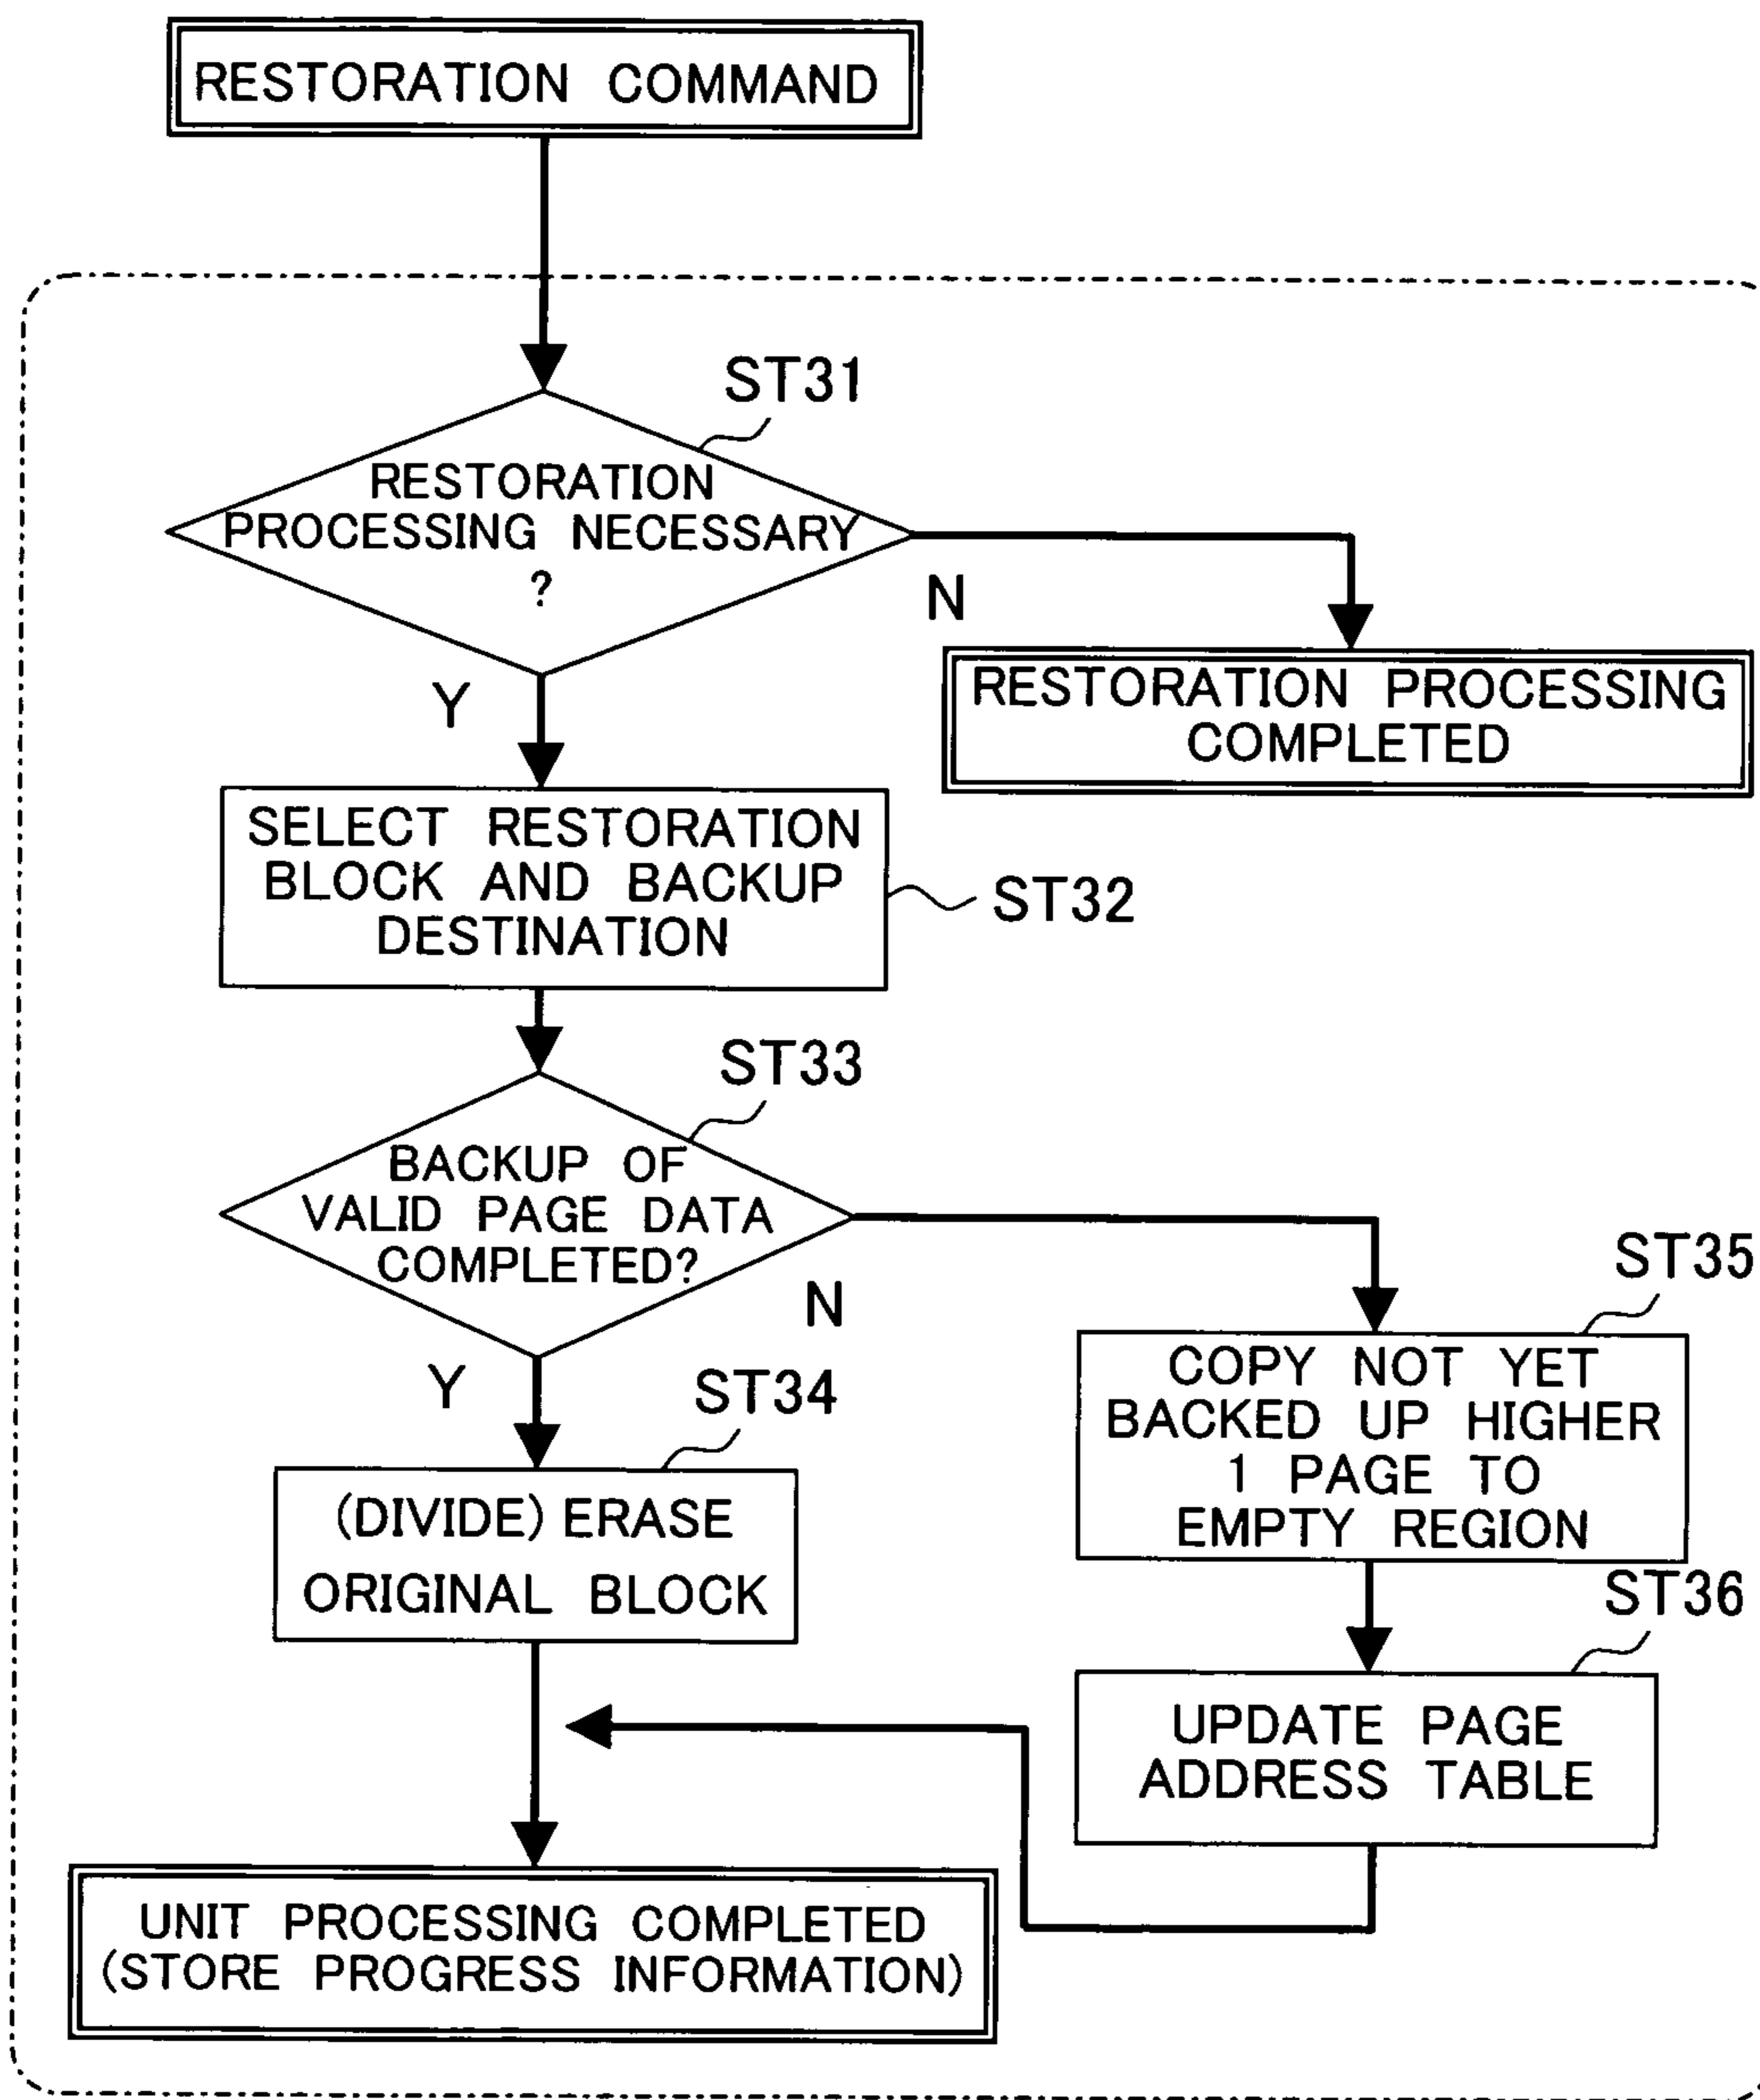 RESTORATION COMMAND
ST31
RESTORATION
PROCESSING NECESSARY
?
N
Y
RESTORATION PROCESSING
COMPLETED
SELECT RESTORATION
BLOCK AND BACKUP
DESTINATION
ST32
ST33
BACKUP OF
VALID PAGE DATA
COMPLETED?
N
Y
ST35
COPY NOT YET
BACKED UP HIGHER
1 PAGE TO
EMPTY REGION
ST34
(DIVIDE) ERASE
ORIGINAL BLOCK
ST36
UPDATE PAGE
ADDRESS TABLE
UNIT PROCESSING COMPLETED
(STORE PROGRESS INFORMATION)